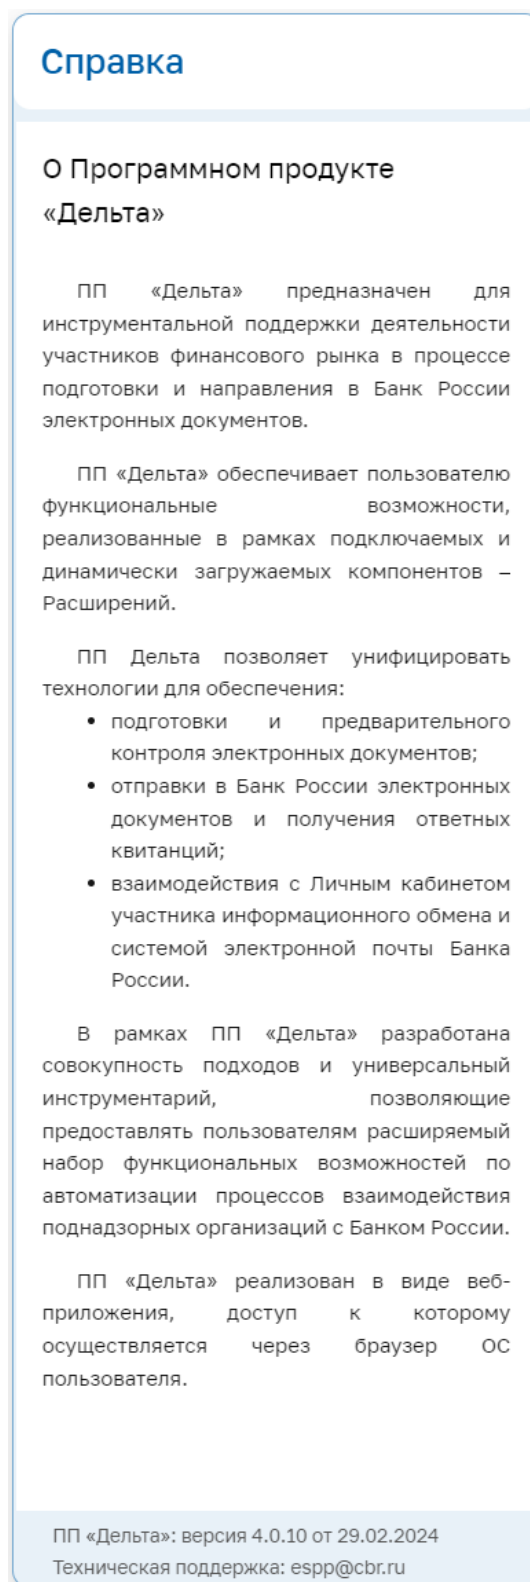 Справка
О Программном продукте
«Дельта»
ПП «Дельта» предназначен для
инструментальной поддержки деятельности
участников финансового рынка в процессе
подготовки и направления в Банк России
электронных документов.
ПП «Дельта» обеспечивает пользователю
функциональные возможности,
реализованные в рамках подключаемых и
динамически загружаемых компонентов –
Расширений.
ПП Дельта позволяет унифицировать
технологии для обеспечения:
• подготовки и предварительного
контроля электронных документов;
• отправки в Банк России электронных
документов и получения ответных
квитанций;
• взаимодействия с Личным кабинетом
участника информационного обмена и
системой электронной почты Банка
России.
В рамках ПП «Дельта» разработана
совокупность подходов и универсальный
инструментарий, позволяющие
предоставлять пользователям расширяемый
набор функциональных возможностей по
автоматизации процессов взаимодействия
поднадзорных организаций с Банком России.
ПП «Дельта» реализован в виде веб-
приложения, доступ к которому
осуществляется через браузер ОС
пользователя.
ПП «Дельта»: версия 4.0.10 от 29.02.2024
Техническая поддержка: espp@cbr.ru